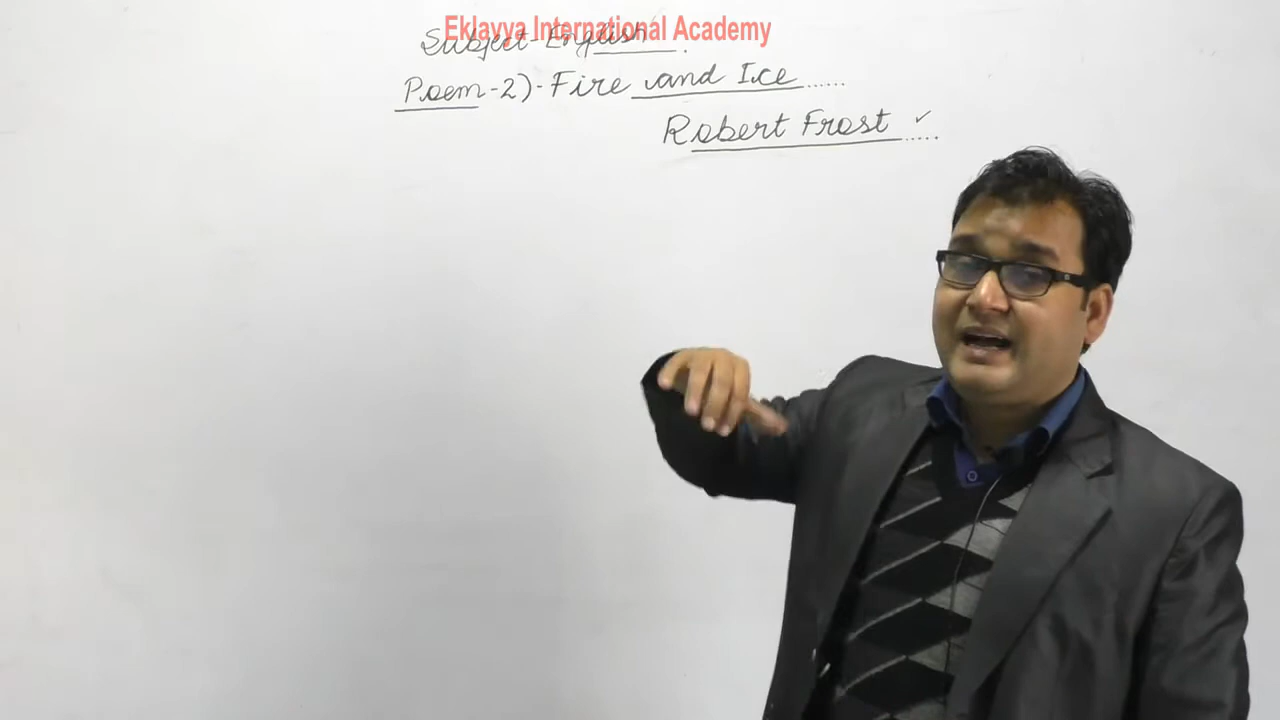 Eklavya International Academy
Subject-English.
Poem-2)-Fire and Ice......
Robert Frost ✓.....